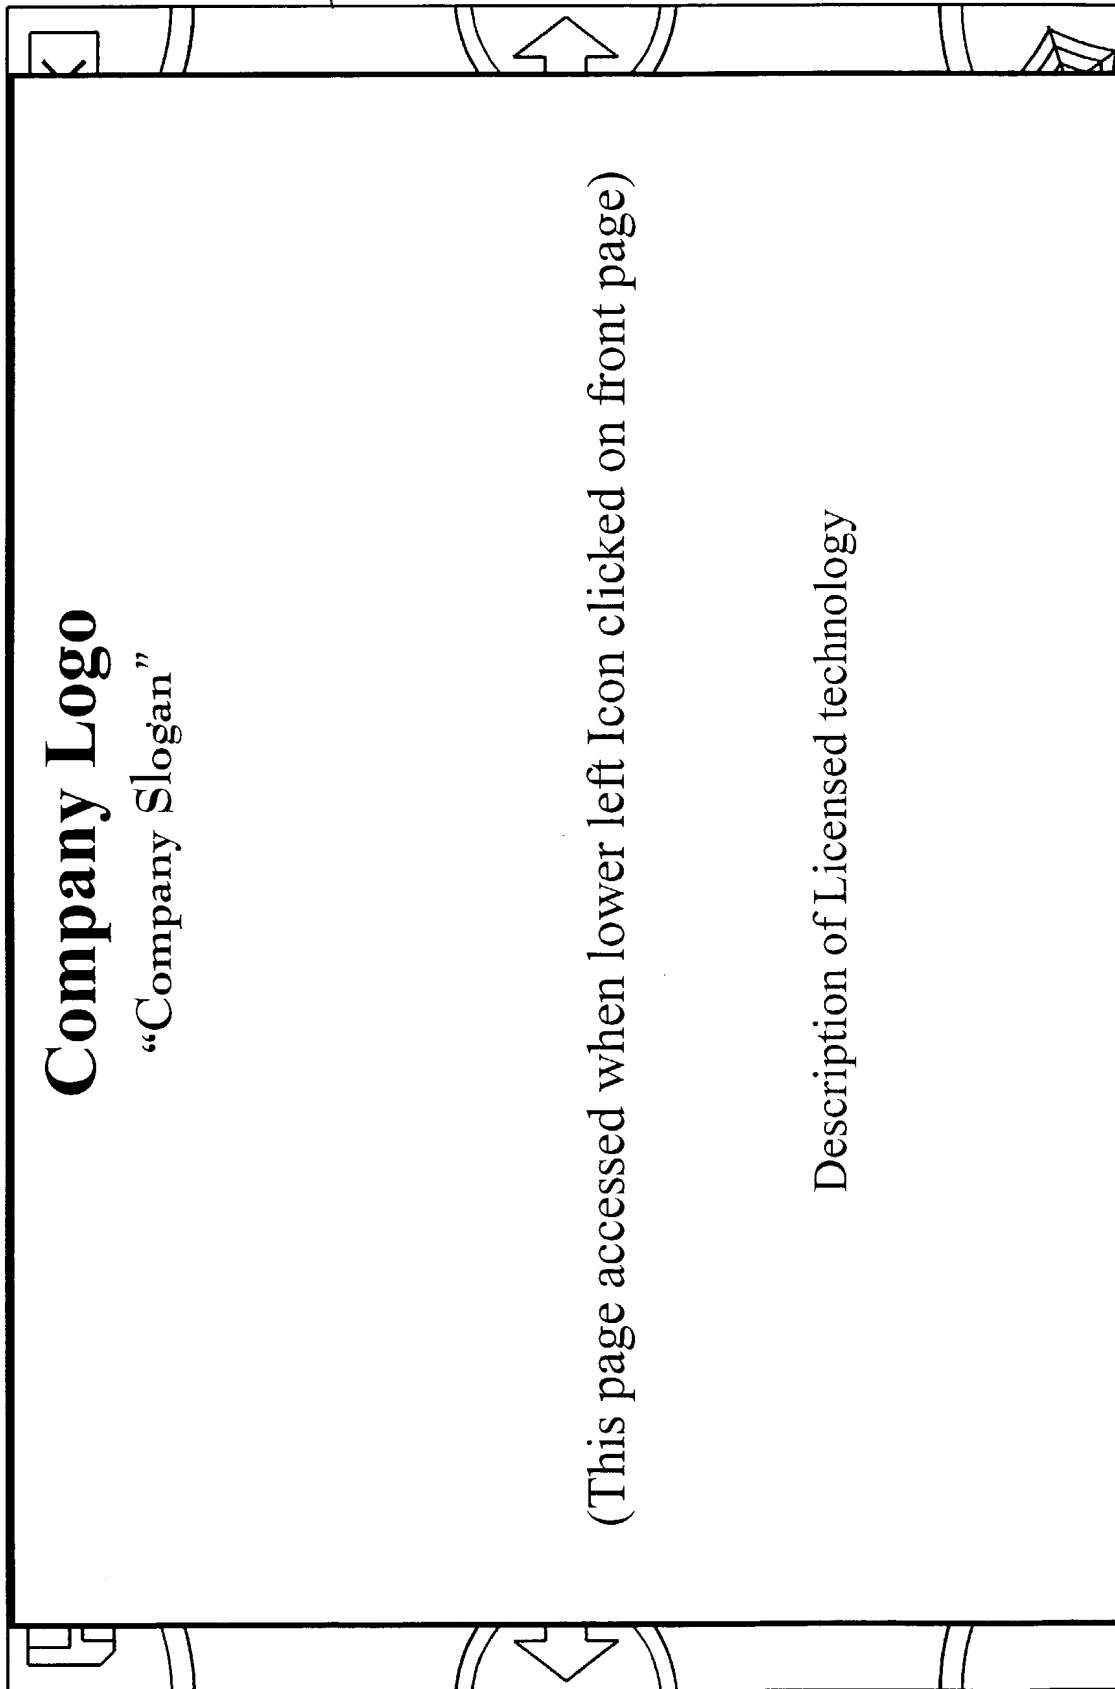 Company Logo
“Company Slogan”
(This page accessed when lower left Icon clicked on front page)
Description of Licensed technology